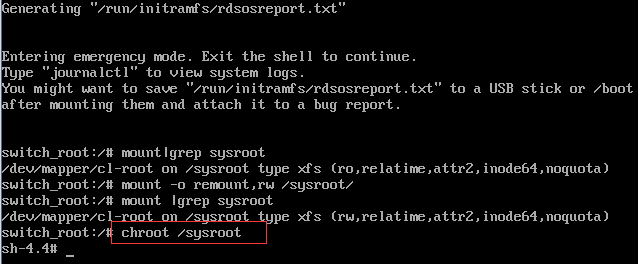 Generating "/run/initramfs/rdsosreport.txt"
Entering emergency mode. Exit the shell to continue.
Type "journalctl" to view system logs.
You might want to save "/run/initramfs/rdsosreport.txt" to a USB stick or /boot
after mounting them and attach it to a bug report.
switch_root:/# mount|grep sysroot
/dev/mapper/cl-root on /sysroot type xfs (ro,relatime,attr2,inode64,noquota)
switch_root:/# mount -o remount,rw /sysroot/
switch_root:/# mount |grep sysroot
/dev/mapper/cl-root on /sysroot type xfs (rw,relatime,attr2,inode64,noquota)
switch_root:/# chroot /sysroot
sh-4.4# _